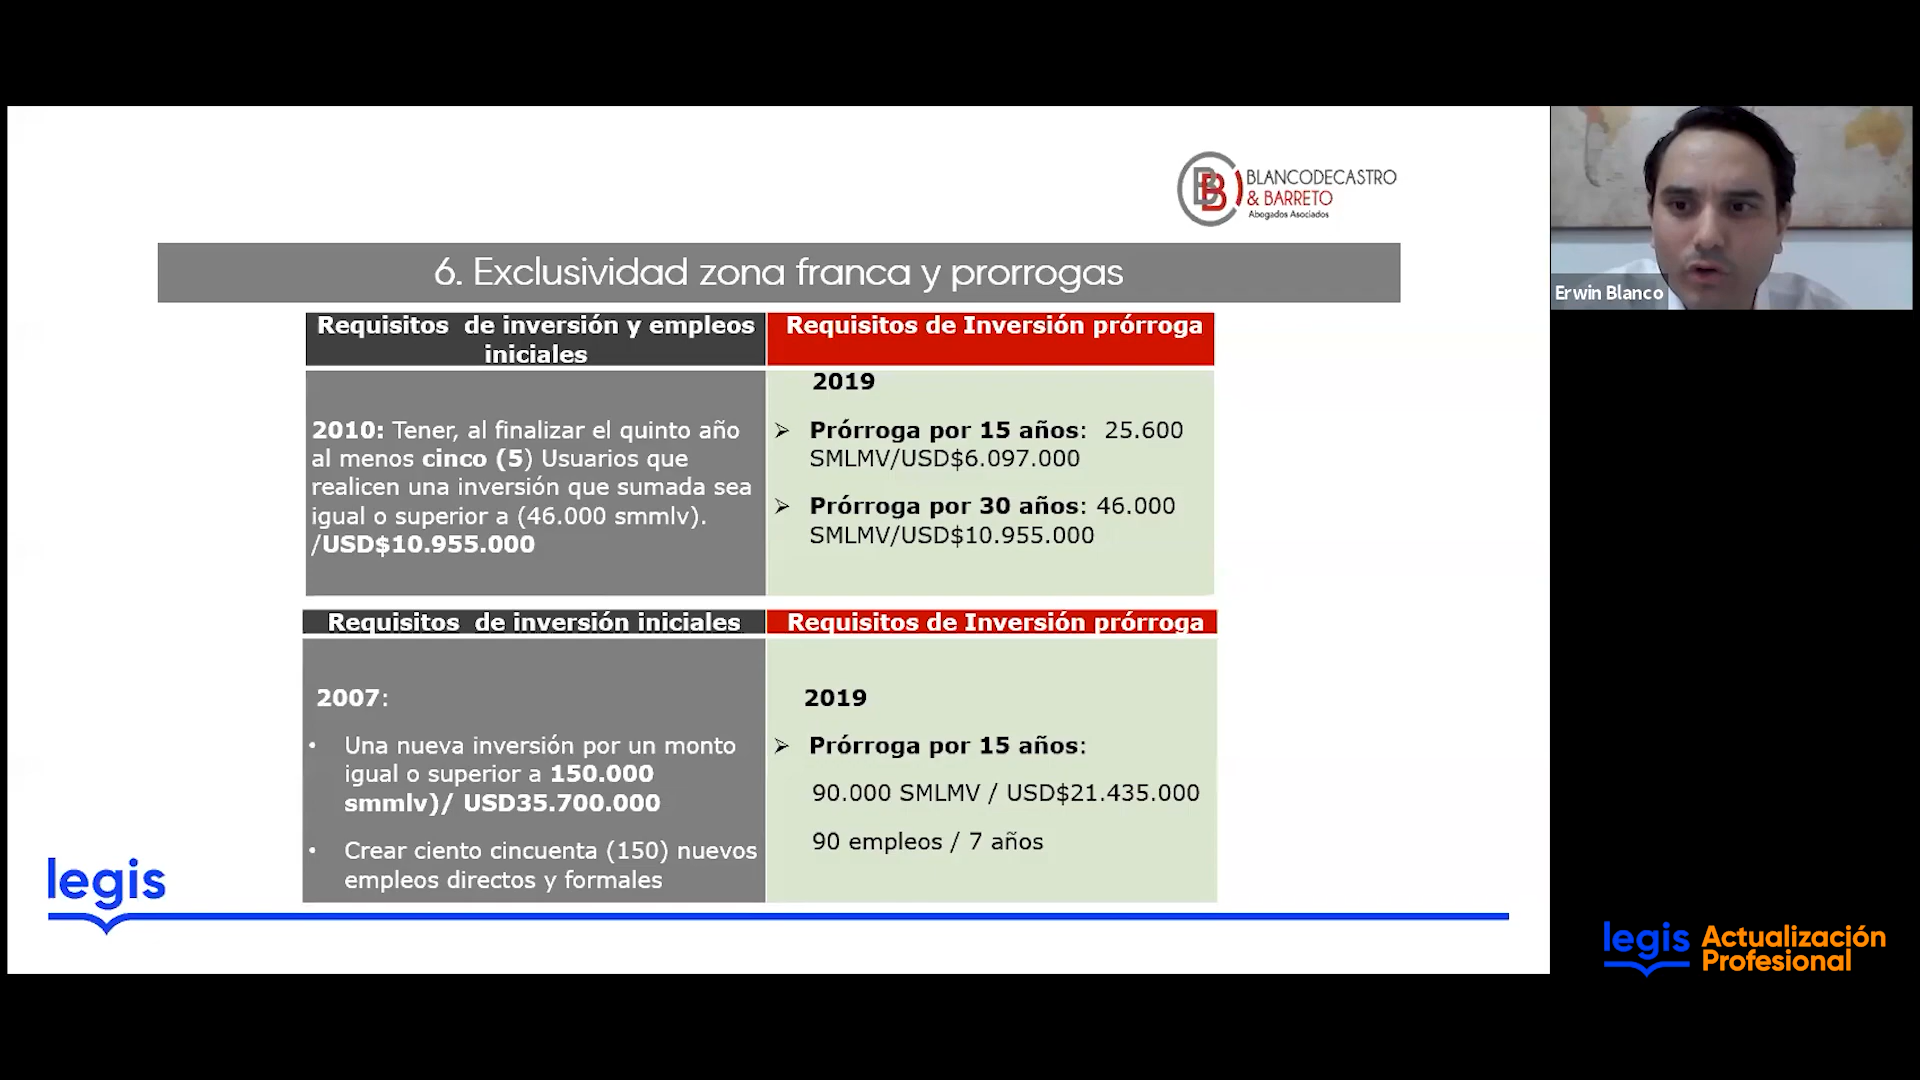 BLANCODECASTRO
& BARRETO
Abogados Asociados
6. Exclusividad zona franca y prorrogas
Requisitos de inversión y empleos
iniciales
Requisitos de Inversión prórroga
2010: Tener, al finalizar el quinto año
al menos cinco (5) Usuarios que
realicen una inversión que sumada sea
igual o superior a (46.000 smmlv).
/USD$10.955.000
2019
➢ Prórroga por 15 años: 25.600
SMLMV/USD$6.097.000
➢ Prórroga por 30 años: 46.000
SMLMV/USD$10.955.000
Requisitos de inversión iniciales
Requisitos de Inversión prórroga
2007:
• Una nueva inversión por un monto
igual o superior a 150.000
smmlv)/ USD35.700.000
• Crear ciento cincuenta (150) nuevos
empleos directos y formales
2019
➢ Prórroga por 15 años:
90.000 SMLMV / USD$21.435.000
90 empleos / 7 años
legis
Erwin Blanco
legis Actualización
Profesional